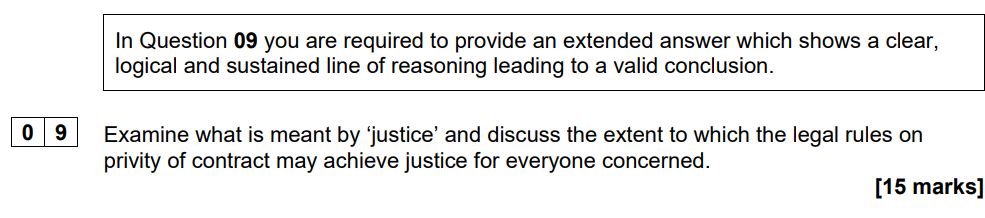 In Question 09 you are required to provide an extended answer which shows a clear,
logical and sustained line of reasoning leading to a valid conclusion.
0 9 Examine what is meant by ‘justice’ and discuss the extent to which the legal rules on
privity of contract may achieve justice for everyone concerned.
[15 marks]